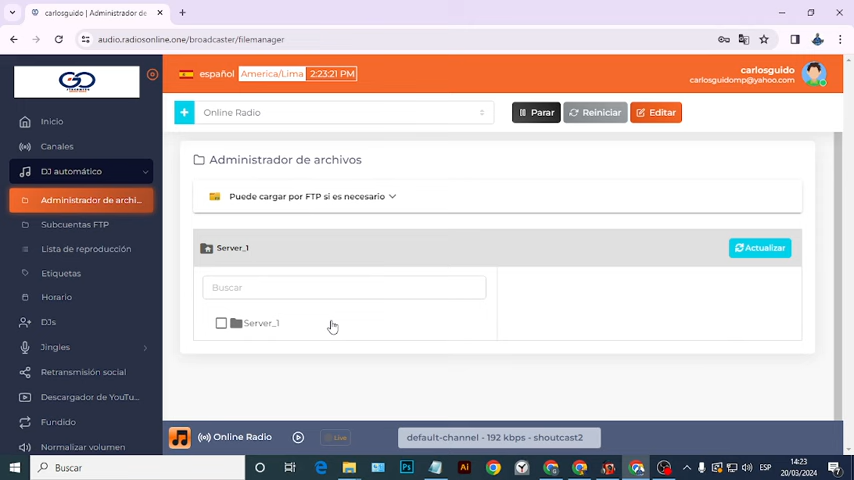 carlosguido | Administrador de
audio.radiosonline.one/broadcaster/filemanager
GO
español America/Lima 2:23:21 PM
carlosguido
carlosguidomp@yahoo.com
Online Radio
Parar
Reiniciar
Editar
Inicio
Canales
DJ automático
Administrador de archi...
Subcuentas FTP
Lista de reproducción
Etiquetas
Horario
DJs
Jingles
Retransmisión social
Descargador de YouTu...
Fundido
Normalizar volumen
Administrador de archivos
Puede cargar por FTP si es necesario
Server_1
Actualizar
Buscar
Server_1
Online Radio
Live
default-channel - 192 kbps - shoutcast2
Buscar
ESP
14:23
20/03/2024